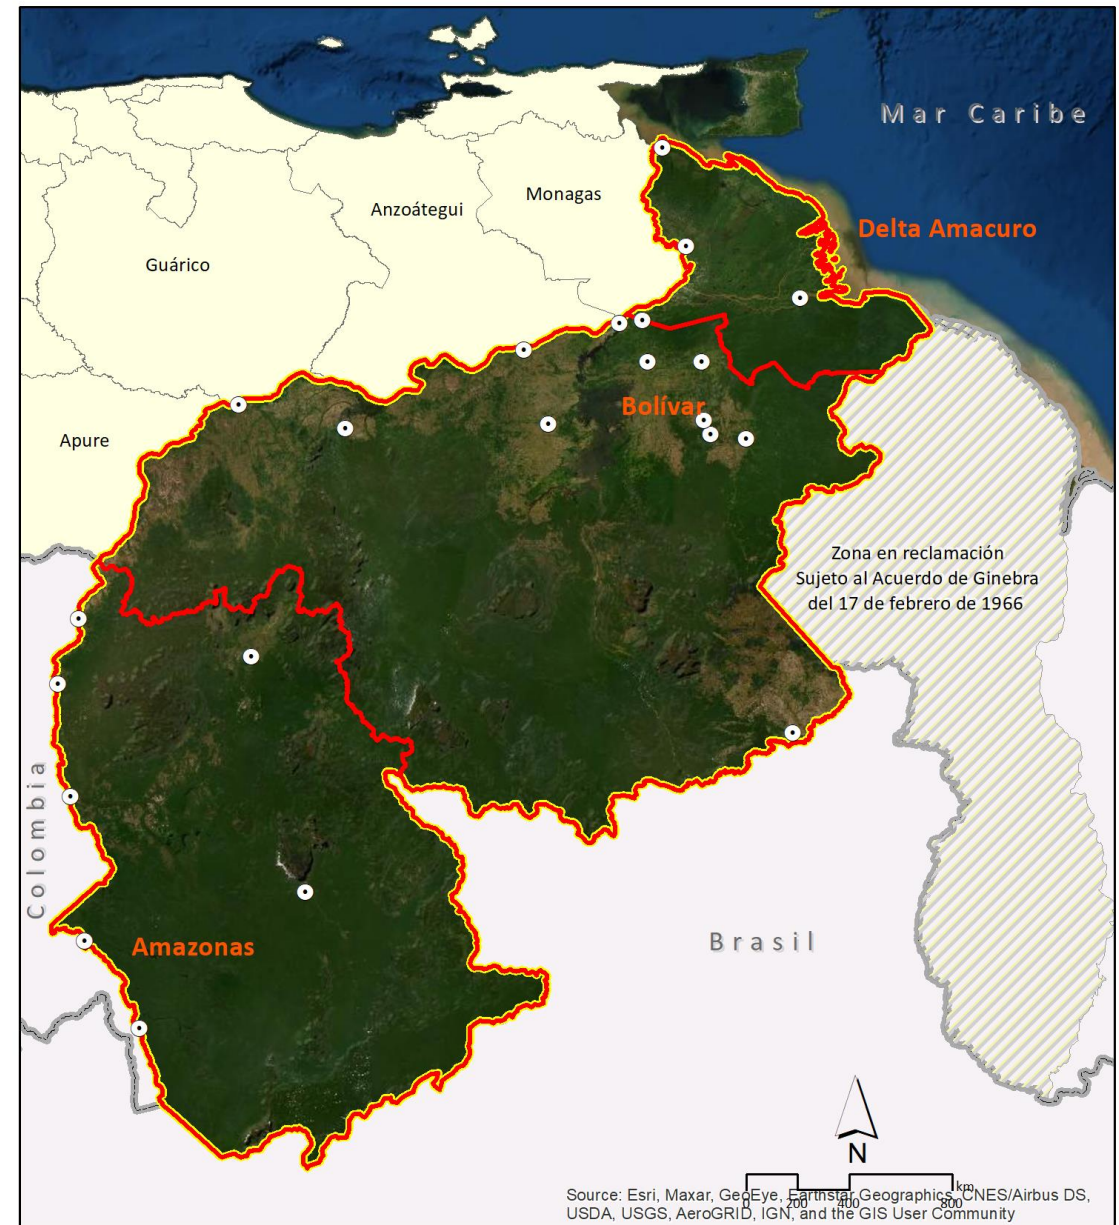 Mar Caribe
Monagas
Anzoátegui
Delta Amacuro
Guárico
Bolívar
Apure
Zona en reclamación
Sujeto al Acuerdo de Ginebra
del 17 de febrero de 1966
Colombia
Brasil
Amazonas
N
km
0 200 400 800
Source: Esri, Maxar, GeoEye, Earthstar Geographics, CNES/Airbus DS,
USDA, USGS, AeroGRID, IGN, and the GIS User Community